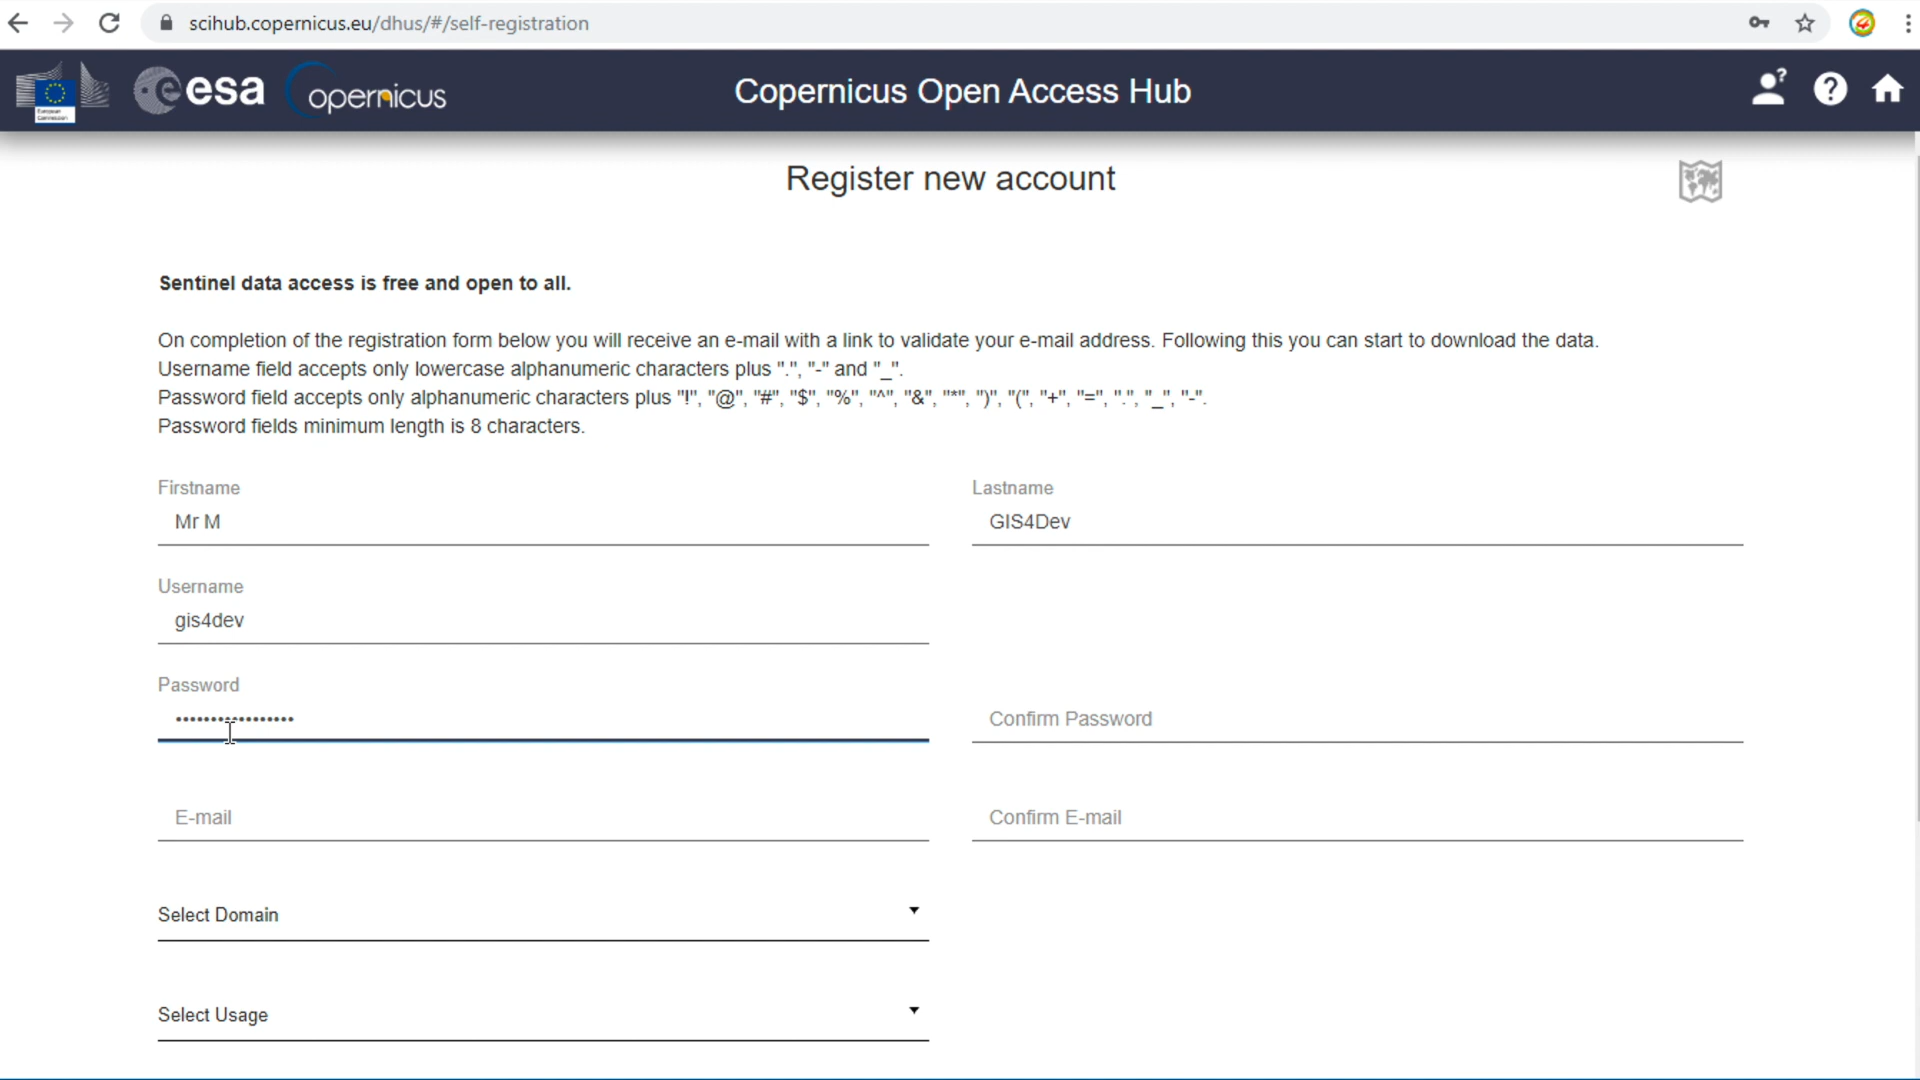 scihub.copernicus.eu/dhus/#/self-registration
European
Commission
esa
opernicus
Copernicus Open Access Hub
Register new account
Sentinel data access is free and open to all.
On completion of the registration form below you will receive an e-mail with a link to validate your e-mail address. Following this you can start to download the data.
Username field accepts only lowercase alphanumeric characters plus ".", "-" and "_".
Password field accepts only alphanumeric characters plus "!", "@", "#", "$", "%", "^", "&", "*", ")", "(", "+", "=", ".", "_", "-".
Password fields minimum length is 8 characters.
Firstname
Lastname
Mr M
GIS4Dev
Username
gis4dev
Password
•••••••••••••••••
Confirm Password
E-mail
Confirm E-mail
Select Domain
Select Usage